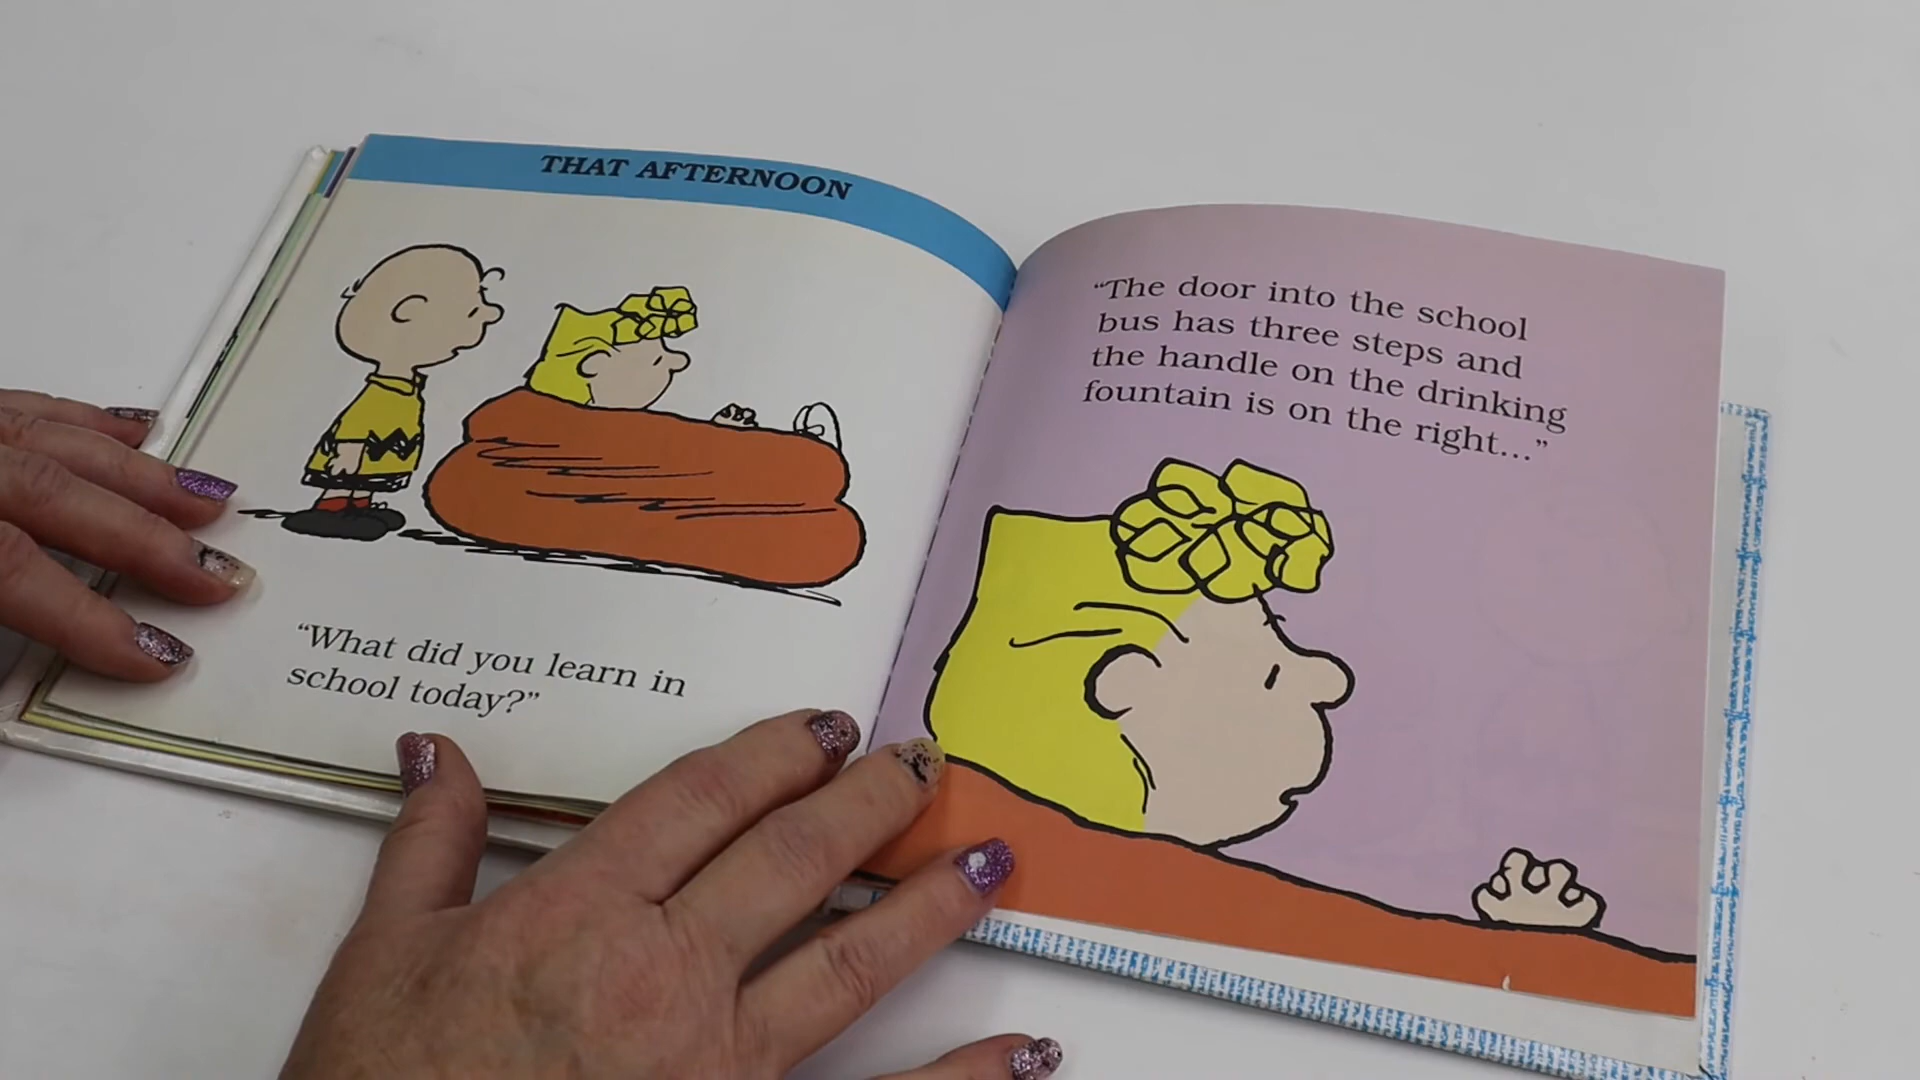 THAT AFTERNOON
“What did you learn in
school today?”
“The door into the school
bus has three steps and
the handle on the drinking
fountain is on the right...”